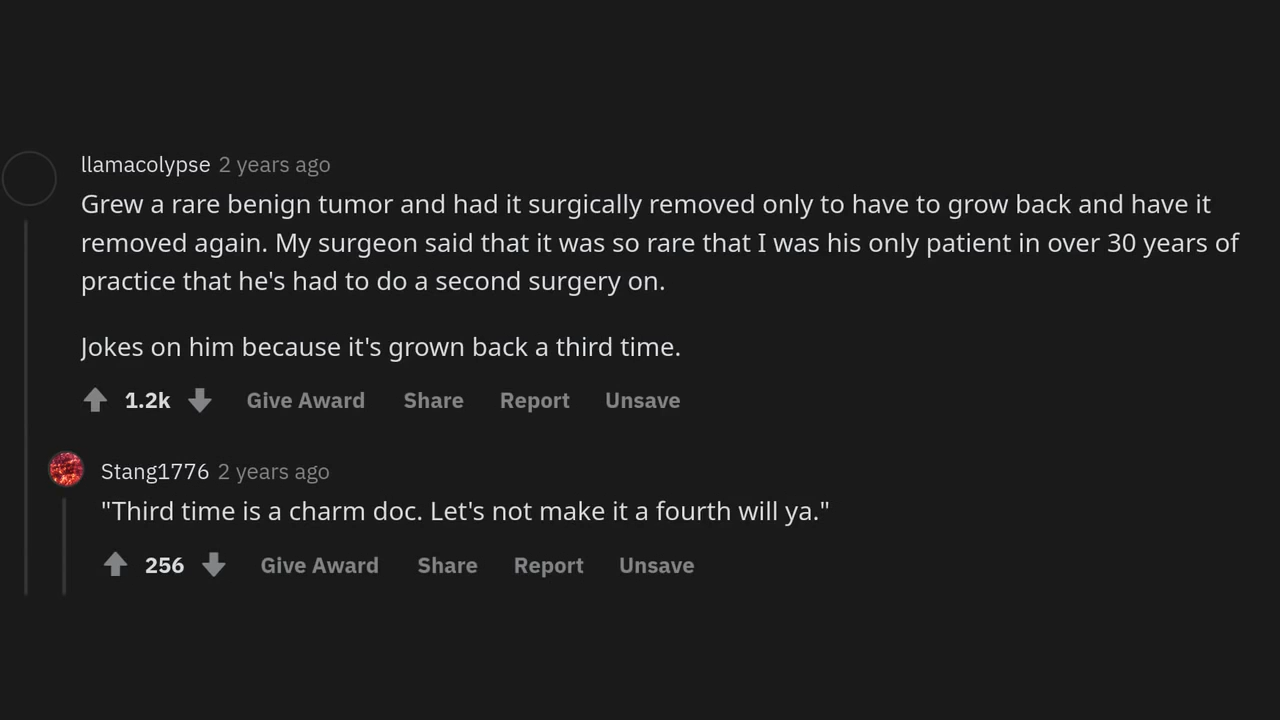 llamacolypse 2 years ago
Grew a rare benign tumor and had it surgically removed only to have to grow back and have it
removed again. My surgeon said that it was so rare that I was his only patient in over 30 years of
practice that he's had to do a second surgery on.
Jokes on him because it's grown back a third time.
1.2k Give Award Share Report Unsave
Stang1776 2 years ago
"Third time is a charm doc. Let's not make it a fourth will ya."
256 Give Award Share Report Unsave